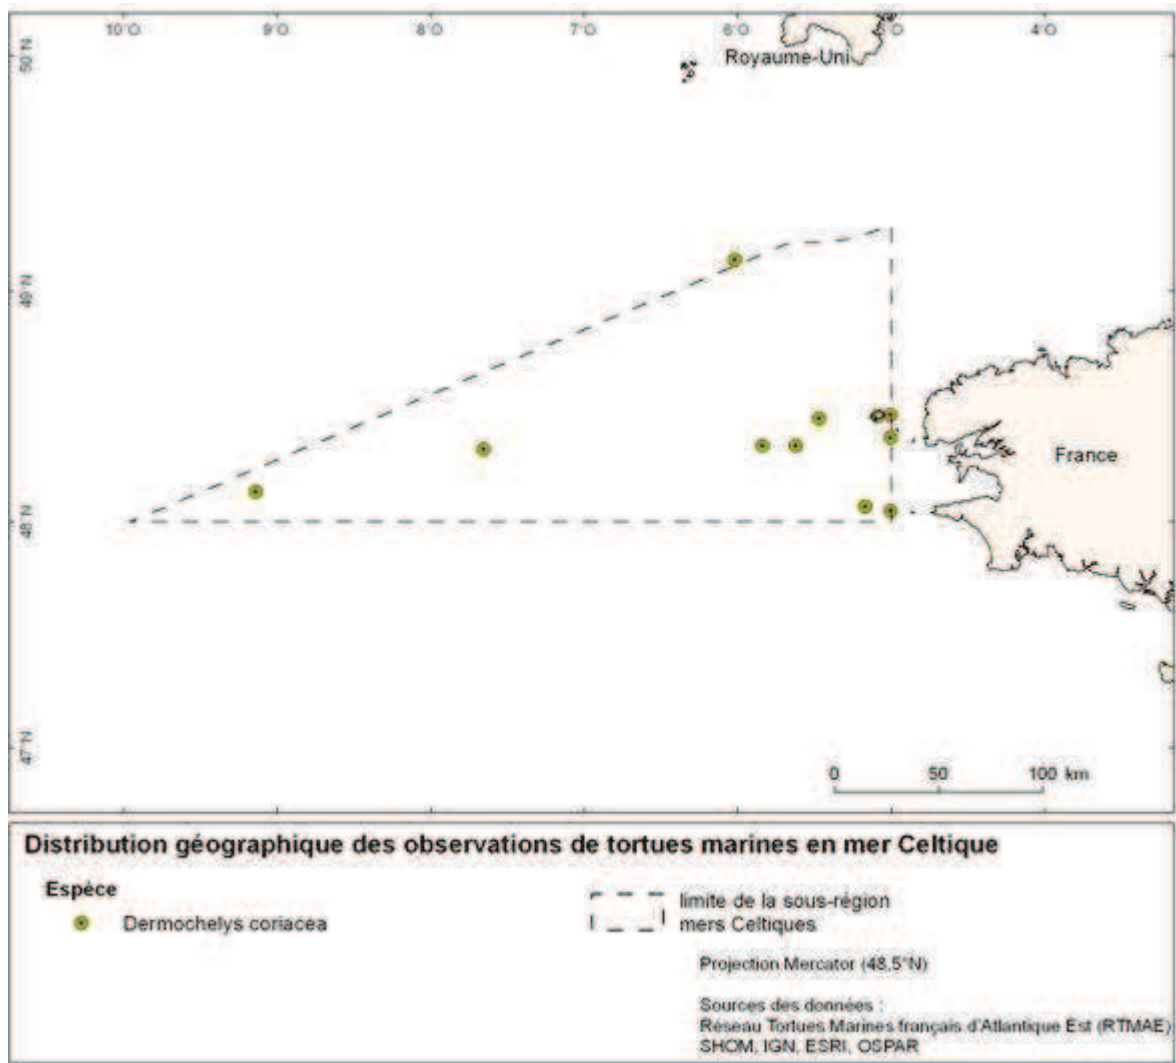 10°O 9°O 8°O 7°O 6°O 5°O 4°O
50°N
Royaume-Uni
49°N
France
48°N
47°N
0 50 100 km
Distribution géographique des observations de tortues marines en mer Celtique
Espèce
Dermochelys coriacea
limite de la sous-région
mers Celtiques
Projection Mercator (48,5°N)
Sources des données :
Réseau Tortues Marines français d'Atlantique Est (RTMAE)
SHOM, IGN, ESRI, OSPAR